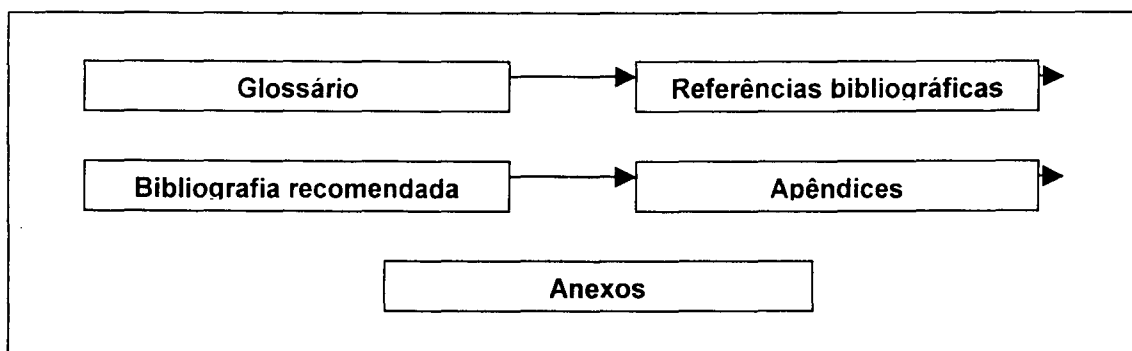 Glossário
Referências bibliográficas
Bibliografia recomendada
Apêndices
Anexos